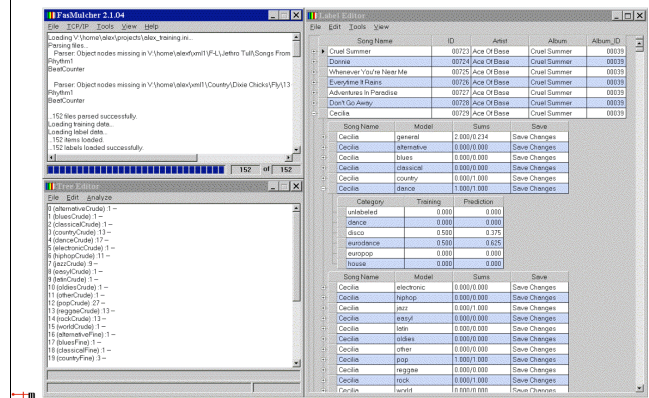 FasMulcher 2.1.04
File TCP/IP Tools View Help
Loading V:\home\alex\projects\alex_training.ini...
Parsing files...
Parser: Object nodes missing in V:\home\alex\xml1\F-L\Jethro Tull\Songs From
Rhythm1
BeatCounter
Parser: Object nodes missing in V:\home\alex\xml1\Country\Dixie Chicks\Fly\13
Rhythm1
BeatCounter
..152 files parsed successfully.
Loading training data...
Loading label data...
..152 items loaded.
..152 labels loaded successfully.
152 of 152
Tree Editor
File Edit Analyze
0 (alternativeCrude) :1 –
1 (bluesCrude) :1 –
2 (classicalCrude) :1 –
3 (countryCrude) :13 –
4 (danceCrude) :17 –
5 (electronicCrude) :1 –
6 (hiphopCrude) :11 –
7 (jazzCrude) :9 –
8 (easylCrude) :1 –
9 (latinCrude) :1 –
10 (oldiesCrude) :1 –
11 (otherCrude) :1 –
12 (popCrude) :27 –
13 (reggaeCrude) :13 –
14 (rockCrude) :13 –
15 (worldCrude) :1 –
16 (alternativeFine) :1 –
17 (bluesFine) :1 –
18 (classicalFine) :1 –
19 (countryFine) :3 –
Label Editor
File Edit Tools View
Song Name ID Artist Album Album_ID
Cruel Summer 00723 Ace Of Base Cruel Summer 00039
Donnie 00724 Ace Of Base Cruel Summer 00039
Whenever You're Near Me 00725 Ace Of Base Cruel Summer 00039
Everytime It Rains 00726 Ace Of Base Cruel Summer 00039
Adventures In Paradise 00727 Ace Of Base Cruel Summer 00039
Don't Go Away 00728 Ace Of Base Cruel Summer 00039
Cecilia 00729 Ace Of Base Cruel Summer 00039
Song Name Model Sums Save
Cecilia general 2.000/0.234 Save Changes
Cecilia alternative 0.000/0.000 Save Changes
Cecilia blues 0.000/0.000 Save Changes
Cecilia classical 0.000/0.000 Save Changes
Cecilia country 0.000/1.000 Save Changes
Cecilia dance 1.000/1.000 Save Changes
Category Training Prediction
unlabeled 0.000 0.000
dance 0.000 0.000
disco 0.500 0.375
eurodance 0.500 0.625
europop 0.000 0.000
house 0.000 0.000
Song Name Model Sums Save
Cecilia electronic 0.000/0.000 Save Changes
Cecilia hiphop 0.000/0.000 Save Changes
Cecilia jazz 0.000/1.000 Save Changes
Cecilia easyl 0.000/0.000 Save Changes
Cecilia latin 0.000/0.000 Save Changes
Cecilia oldies 0.000/0.000 Save Changes
Cecilia other 0.000/0.000 Save Changes
Cecilia pop 1.000/1.000 Save Changes
Cecilia reggae 0.000/0.000 Save Changes
Cecilia rock 0.000/1.000 Save Changes
Cecilia world 0.000/0.000 Save Changes